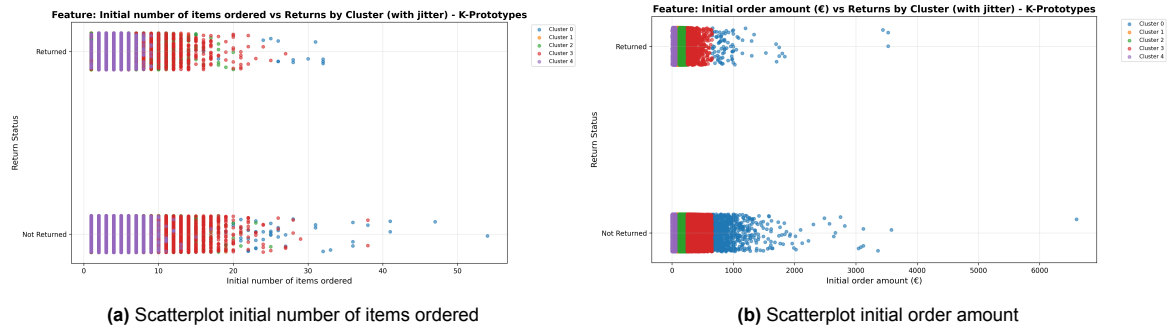 Feature: Initial number of items ordered vs Returns by Cluster (with jitter) - K-Prototypes
Cluster 0
Cluster 1
Cluster 2
Cluster 3
Cluster 4
Returned
Return Status
Not Returned
0
10
20
30
40
50
Initial number of items ordered
(a) Scatterplot initial number of items ordered
Feature: Initial order amount (€) vs Returns by Cluster (with jitter) - K-Prototypes
Cluster 0
Cluster 1
Cluster 2
Cluster 3
Cluster 4
Returned
Return Status
Not Returned
0
1000
2000
3000
4000
5000
6000
Initial order amount (€)
(b) Scatterplot initial order amount